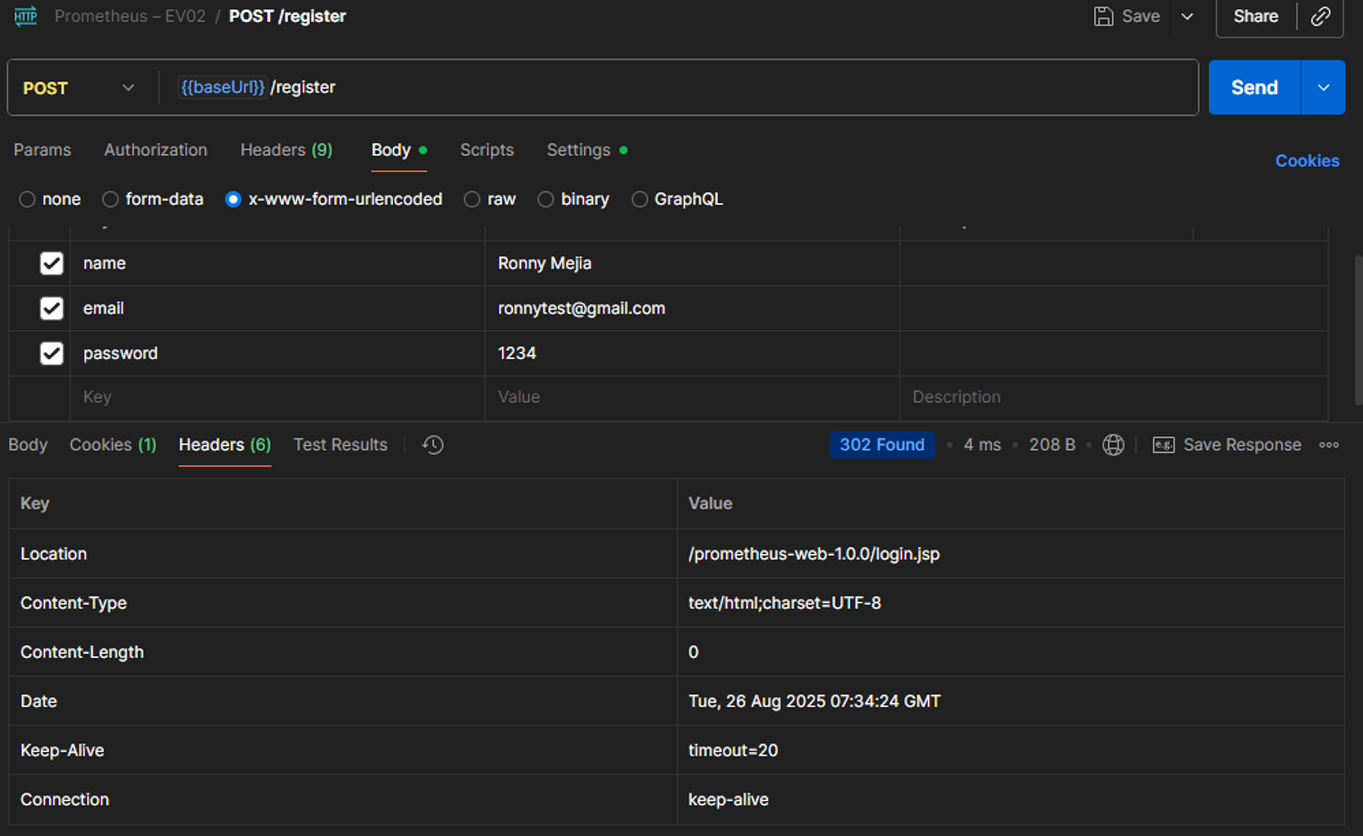 HTTP Prometheus – EV02 / POST /register Save Share
POST {{baseUrl}} /register Send
Params Authorization Headers (9) Body Scripts Settings Cookies
none form-data x-www-form-urlencoded raw binary GraphQL
name Ronny Mejia
email ronnytest@gmail.com
password 1234
Key Value Description
Body Cookies (1) Headers (6) Test Results 302 Found • 4 ms • 208 B e.g. Save Response
Key Value
Location /prometheus-web-1.0.0/login.jsp
Content-Type text/html;charset=UTF-8
Content-Length 0
Date Tue, 26 Aug 2025 07:34:24 GMT
Keep-Alive timeout=20
Connection keep-alive